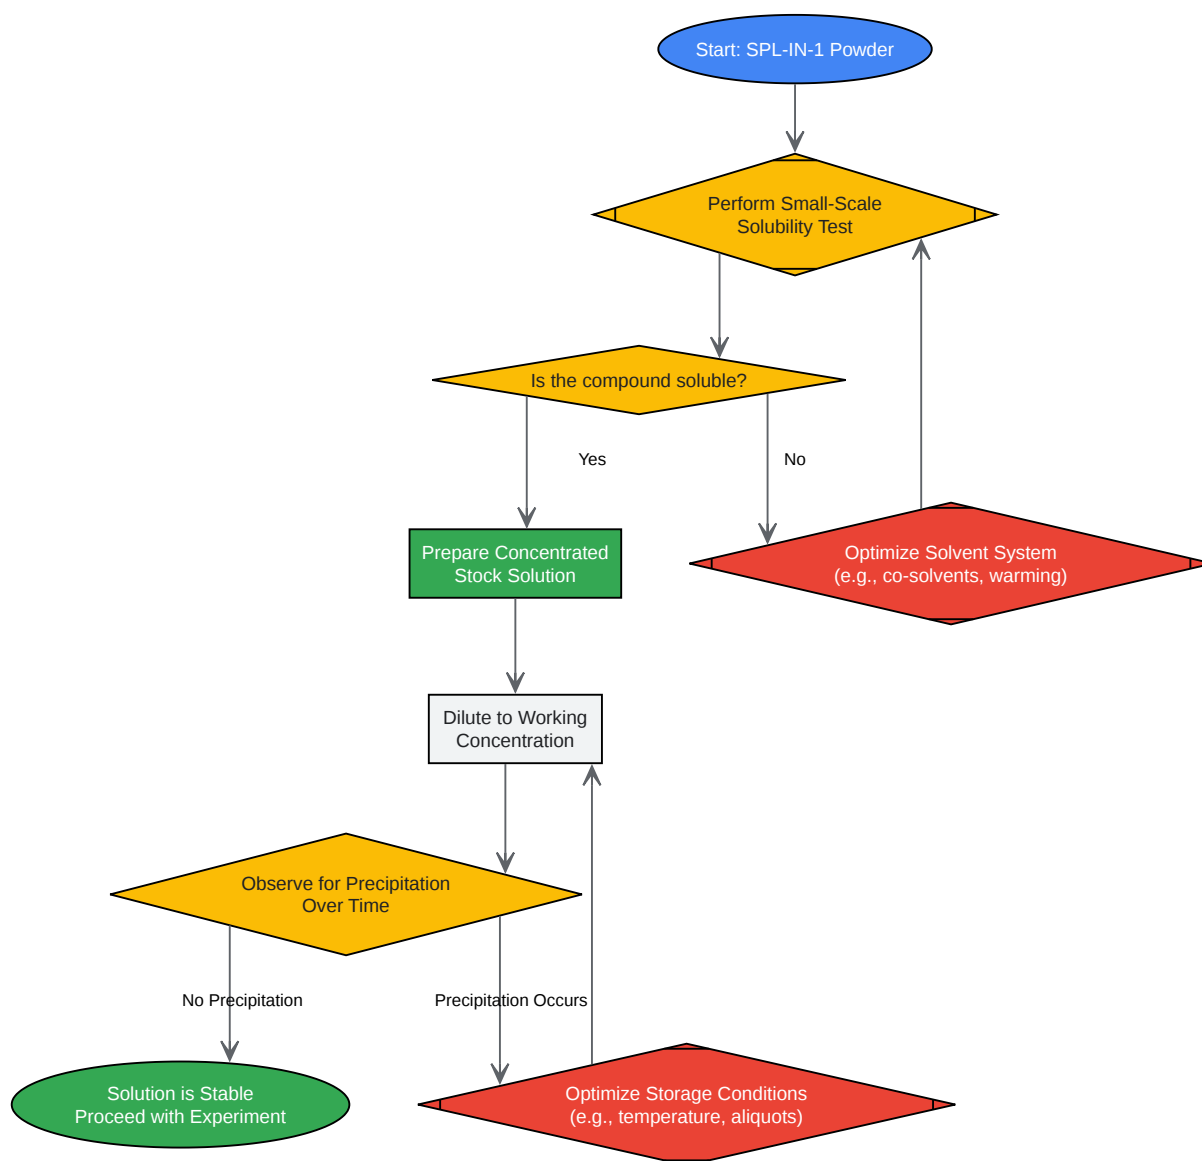 Start: SPL-IN-1 Powder
Perform Small-Scale
Solubility Test
Is the compound soluble?
Yes
No
Prepare Concentrated
Stock Solution
Optimize Solvent System
(e.g., co-solvents, warming)
Dilute to Working
Concentration
Observe for Precipitation
Over Time
No Precipitation
Precipitation Occurs
Solution is Stable
Proceed with Experiment
Optimize Storage Conditions
(e.g., temperature, aliquots)